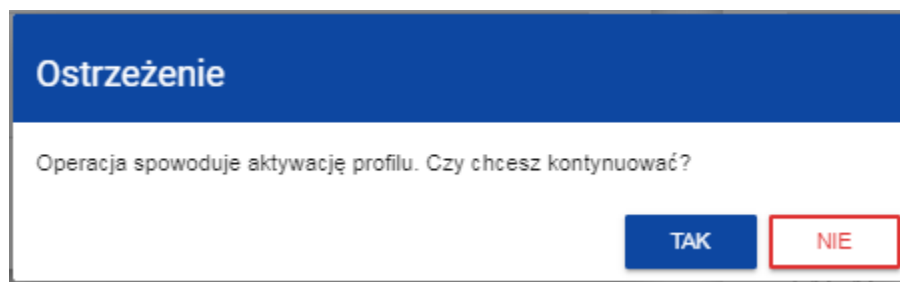 Ostrzeżenie
Operacja spowoduje aktywację profilu. Czy chcesz kontynuować?
TAK NIE